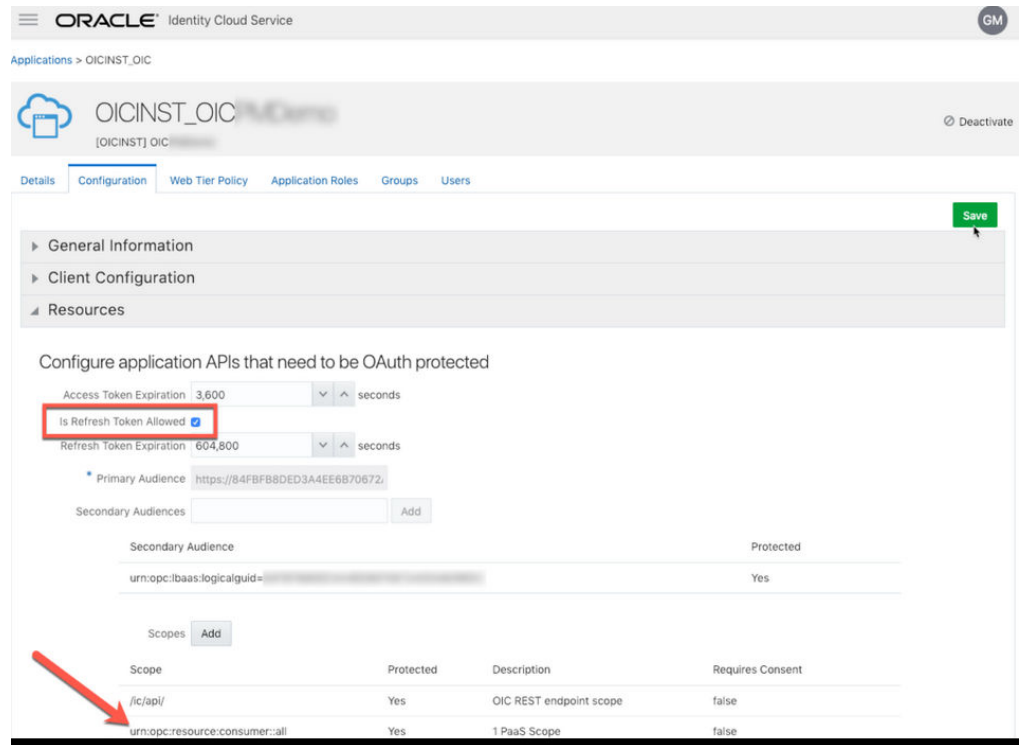 ORACLE® Identity Cloud Service
GM
Applications > OICINST_OIC
OICINST_OIC
[OICINST] OIC
Deactivate
Details Configuration Web Tier Policy Application Roles Groups Users
Save
General Information
Client Configuration
Resources
Configure application APIs that need to be OAuth protected
Access Token Expiration 3,600 seconds
Is Refresh Token Allowed
Refresh Token Expiration 604,800 seconds
* Primary Audience https://84FBFB8DED3A4EE6B70672
Secondary Audiences Add
Secondary Audience Protected
urn:opc:lbaas:logicalguid= Yes
Scopes Add
Scope Protected Description Requires Consent
/ic/api/ Yes OIC REST endpoint scope false
urn:opc:resource:consumer::all Yes 1 PaaS Scope false